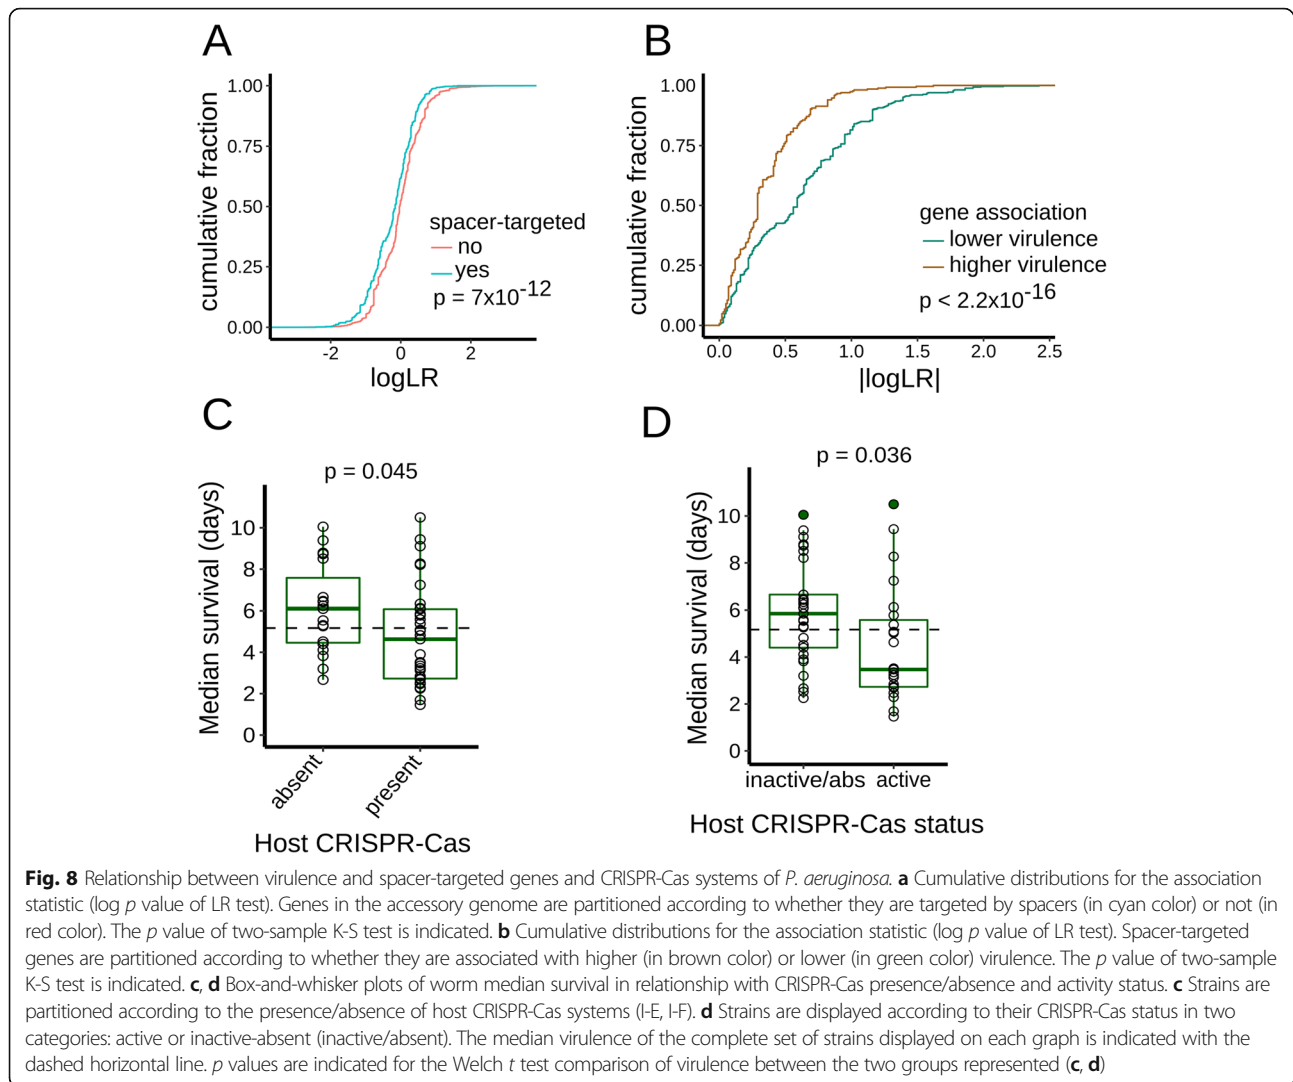 A
cumulative fraction
1.00
0.75
0.50
0.25
0.00
-2 0 2
logLR
spacer-targeted
no
yes
p = 7x10-12
B
cumulative fraction
1.00
0.75
0.50
0.25
0.00
0.0 0.5 1.0 1.5 2.0 2.5
|logLR|
gene association
lower virulence
higher virulence
p < 2.2x10-16
C
p = 0.045
Median survival (days)
10
8
6
4
2
0
absent present
Host CRISPR-Cas
D
p = 0.036
Median survival (days)
10
8
6
4
2
0
inactive/abs active
Host CRISPR-Cas status
Fig. 8 Relationship between virulence and spacer-targeted genes and CRISPR-Cas systems of P. aeruginosa. a Cumulative distributions for the association
statistic (log p value of LR test). Genes in the accessory genome are partitioned according to whether they are targeted by spacers (in cyan color) or not (in
red color). The p value of two-sample K-S test is indicated. b Cumulative distributions for the association statistic (log p value of LR test). Spacer-targeted
genes are partitioned according to whether they are associated with higher (in brown color) or lower (in green color) virulence. The p value of two-sample
K-S test is indicated. c, d Box-and-whisker plots of worm median survival in relationship with CRISPR-Cas presence/absence and activity status. c Strains are
partitioned according to the presence/absence of host CRISPR-Cas systems (I-E, I-F). d Strains are displayed according to their CRISPR-Cas status in two
categories: active or inactive-absent (inactive/absent). The median virulence of the complete set of strains displayed on each graph is indicated with the
dashed horizontal line. p values are indicated for the Welch t test comparison of virulence between the two groups represented (c, d)